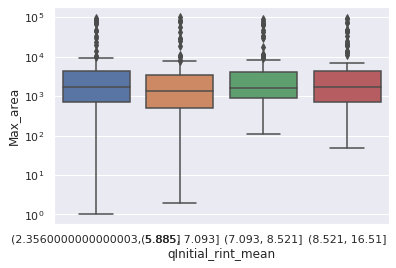 10⁵
10⁴
10³
10²
10¹
10⁰
Max_area
(2.3560000000000003, 5.885] (5.885, 7.093] (7.093, 8.521] (8.521, 16.51]
qInitial_rint_mean